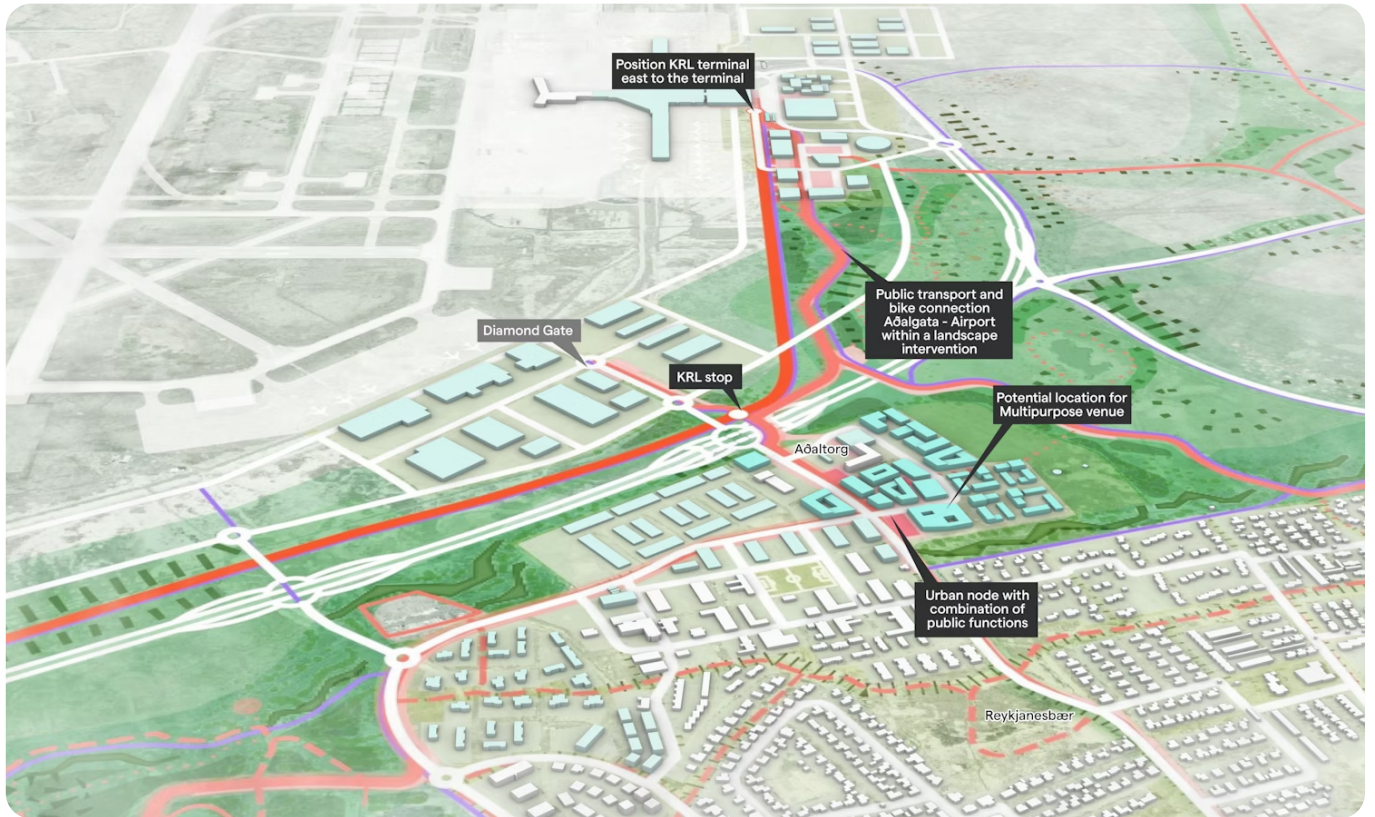 Position KRL terminal
east to the terminal
Public transport and
bike connection
Aðalgata - Airport
within a landscape
intervention
Diamond Gate
KRL stop
Potential location for
Multipurpose venue
Aðaltorg
Urban node with
combination of
public functions
Reykjanesbær